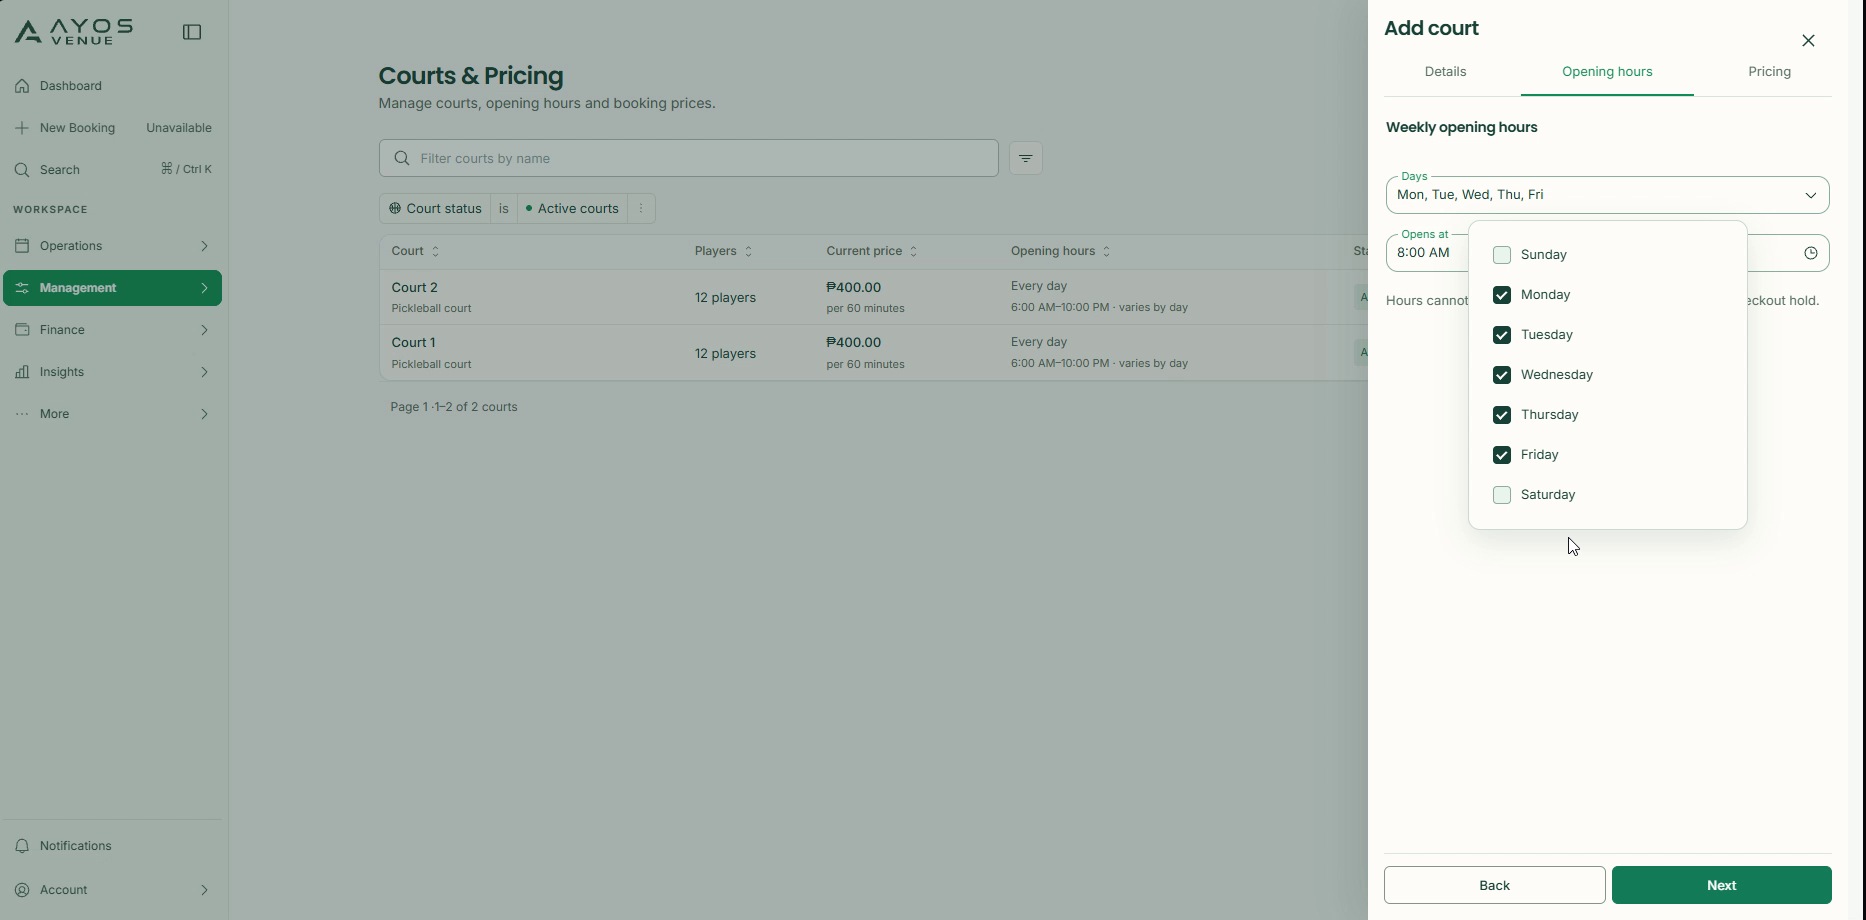 AYOS
VENUE
Dashboard
New Booking Unavailable
Search ⌘ / Ctrl K
WORKSPACE
Operations
Management
Finance
Insights
More
Notifications
Account
Courts & Pricing
Manage courts, opening hours and booking prices.
Filter courts by name
Court status is Active courts
Court Players Current price Opening hours
Court 2 12 players ₱400.00 Every day
Pickleball court per 60 minutes 6:00 AM–10:00 PM · varies by day
Court 1 12 players ₱400.00 Every day
Pickleball court per 60 minutes 6:00 AM–10:00 PM · varies by day
Page 1 ·1–2 of 2 courts
Add court
Details Opening hours Pricing
Weekly opening hours
Days
Mon, Tue, Wed, Thu, Fri
Opens at
8:00 AM
Hours cannot hold.
Sunday
Monday
Tuesday
Wednesday
Thursday
Friday
Saturday
Back Next